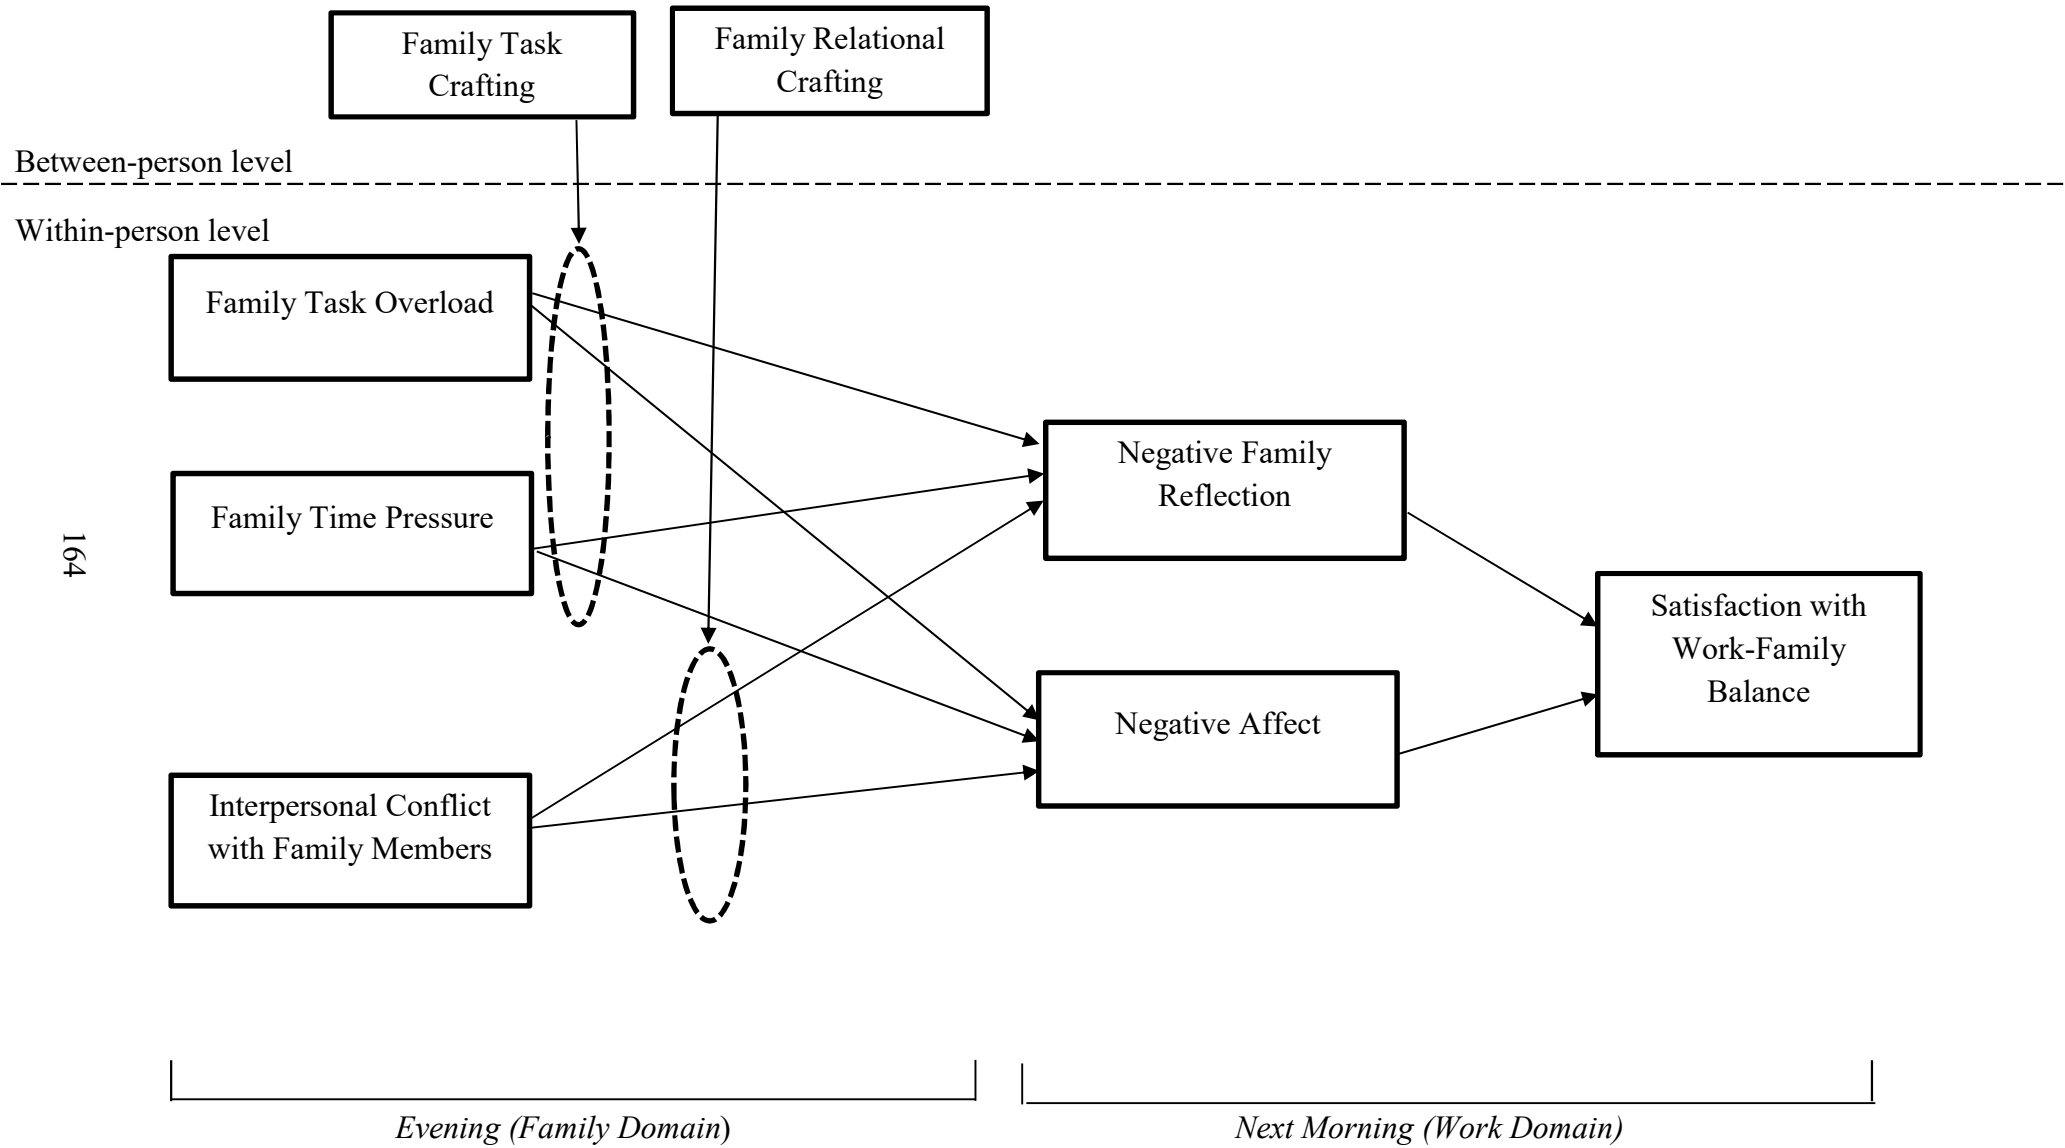 Family Task
Crafting
Family Relational
Crafting
Between-person level
Within-person level
Family Task Overload
Negative Family
Reflection
Family Time Pressure
164
Satisfaction with
Work-Family
Balance
Negative Affect
Interpersonal Conflict
with Family Members
Evening (Family Domain)
Next Morning (Work Domain)